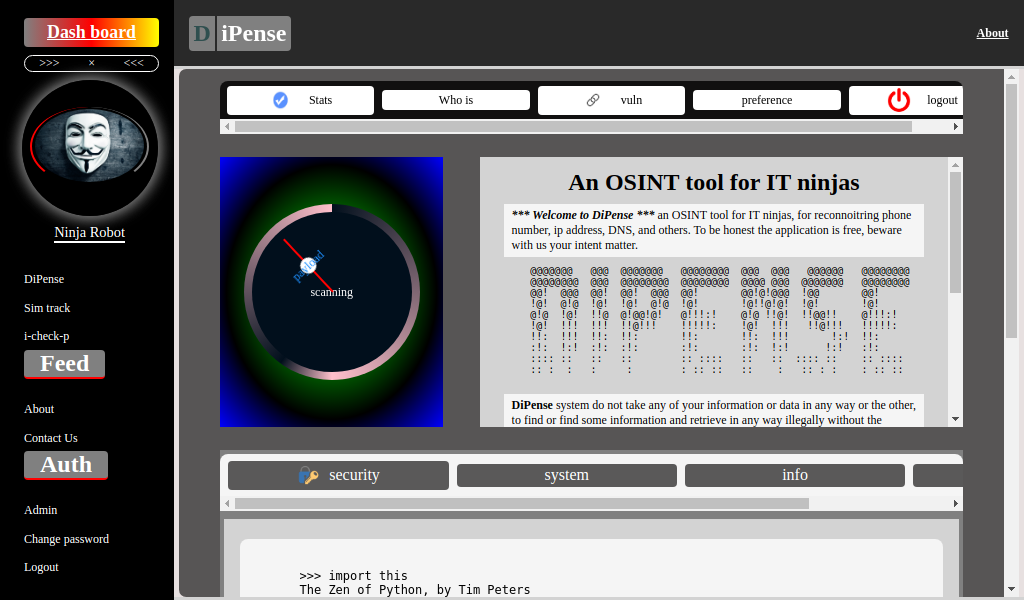 Dash board
>>> × <<<
Ninja Robot
DiPense
Sim track
i-check-p
Feed
About
Contact Us
Auth
Admin
Change password
Logout
DiPense
About
Stats
Who is
vuln
preference
logout
payload
scanning
An OSINT tool for IT ninjas
*** Welcome to DiPense *** an OSINT tool for IT ninjas, for reconnoitring phone
number, ip address, DNS, and others. To be honest the application is free, beware
with us your intent matter.
DiPense system do not take any of your information or data in any way or the other,
to find or find some information and retrieve in any way illegally without the
security
system
info
>>> import this
The Zen of Python, by Tim Peters